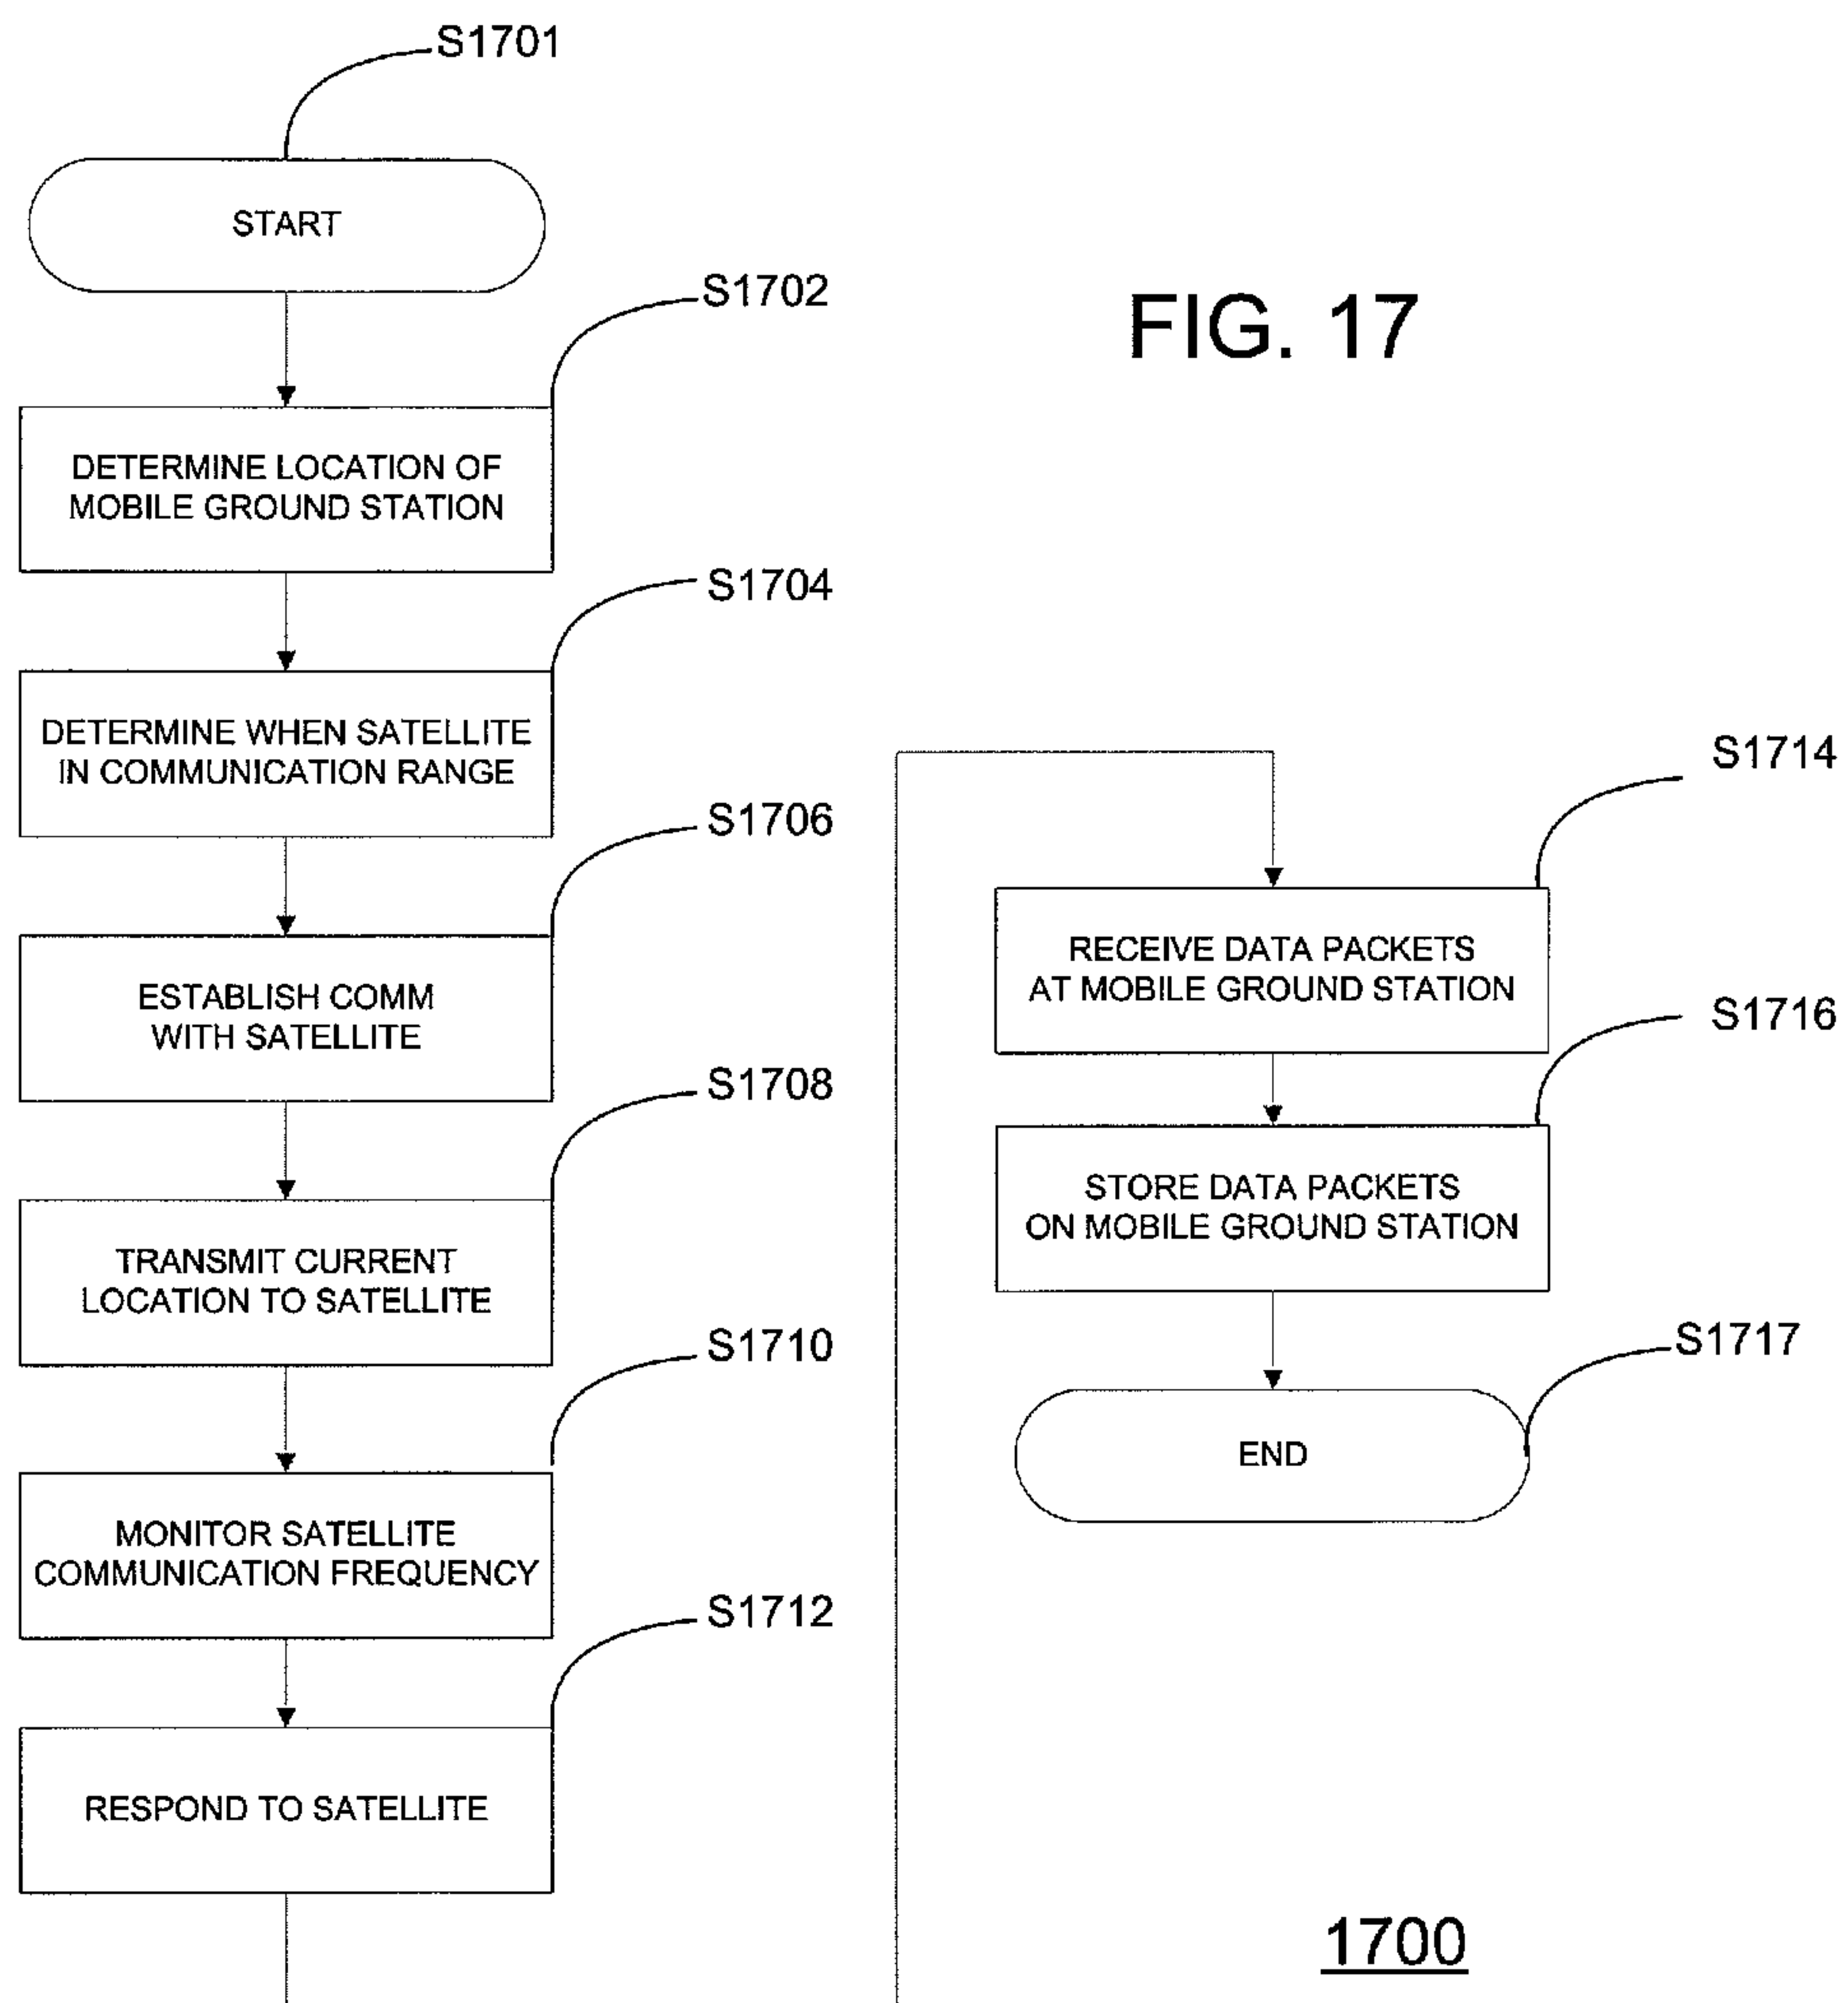 S1701
START
S1702
FIG. 17
DETERMINE LOCATION OF
MOBILE GROUND STATION
S1704
DETERMINE WHEN SATELLITE
IN COMMUNICATION RANGE
S1706
ESTABLISH COMM
WITH SATELLITE
S1708
TRANSMIT CURRENT
LOCATION TO SATELLITE
S1710
MONITOR SATELLITE
COMMUNICATION FREQUENCY
S1712
RESPOND TO SATELLITE
S1714
RECEIVE DATA PACKETS
AT MOBILE GROUND STATION
S1716
STORE DATA PACKETS
ON MOBILE GROUND STATION
S1717
END
1700